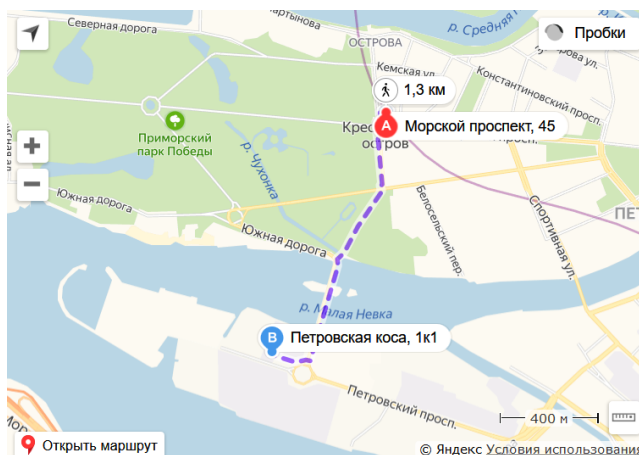 Северная дорога
ртынова
р. Средняя
ОСТРОВА
Пробки
Кемская ул.
Константиновский просп.
1,3 км
A
Морской проспект, 45
Крес
остров
Приморский
парк Победы
р. Чухонка
Южная дорога
Южная дорога
Белосельский пер.
Спортивная ул.
ПЕТ
р. Малая Невка
B
Петровская коса, 1к1
Петровский просп.
400 м
Открыть маршрут
© Яндекс Условия использования